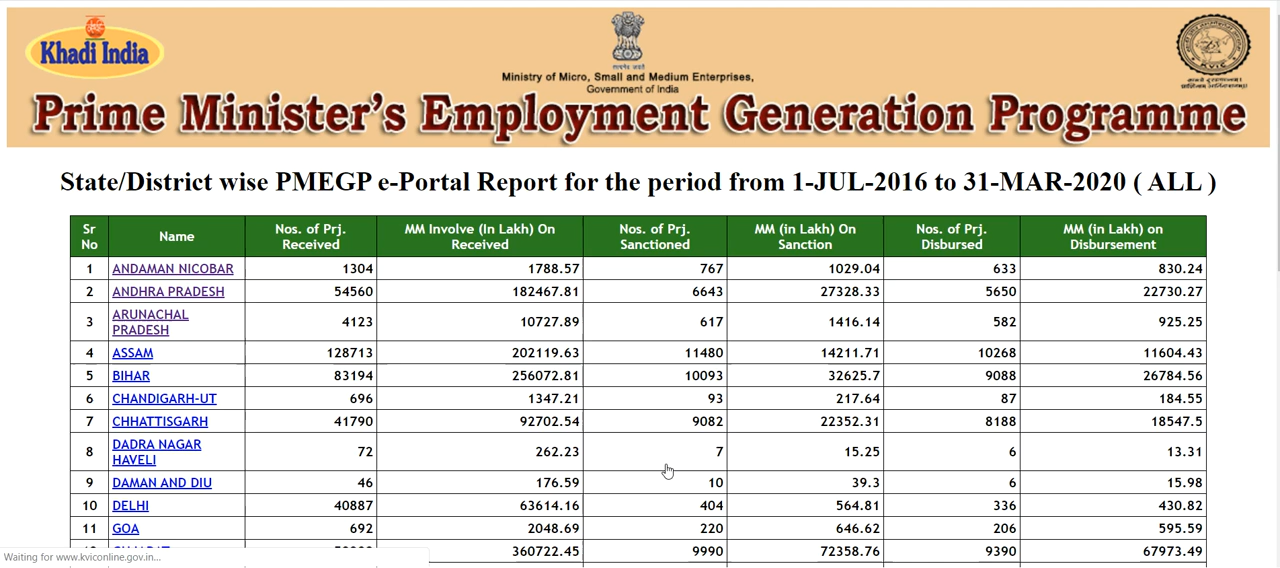 Khadi India
Ministry of Micro, Small and Medium Enterprises,
Government of India
Prime Minister's Employment Generation Programme
State/District wise PMEGP e-Portal Report for the period from 1-JUL-2016 to 31-MAR-2020 ( ALL )
Sr No Name Nos. of Prj. Received MM Involve (In Lakh) On Received Nos. of Prj. Sanctioned MM (in Lakh) On Sanction Nos. of Prj. Disbursed MM (in Lakh) on Disbursement
1 ANDAMAN NICOBAR 1304 1788.57 767 1029.04 633 830.24
2 ANDHRA PRADESH 54560 182467.81 6643 27328.33 5650 22730.27
3 ARUNACHAL PRADESH 4123 10727.89 617 1416.14 582 925.25
4 ASSAM 128713 202119.63 11480 14211.71 10268 11604.43
5 BIHAR 83194 256072.81 10093 32625.7 9088 26784.56
6 CHANDIGARH-UT 696 1347.21 93 217.64 87 184.55
7 CHHATTISGARH 41790 92702.54 9082 22352.31 8188 18547.5
8 DADRA NAGAR HAVELI 72 262.23 7 15.25 6 13.31
9 DAMAN AND DIU 46 176.59 10 39.3 6 15.98
10 DELHI 40887 63614.16 404 564.81 336 430.82
11 GOA 692 2048.69 220 646.62 206 595.59
360722.45 9990 72358.76 9390 67973.49
Waiting for www.kviconline.gov.in...